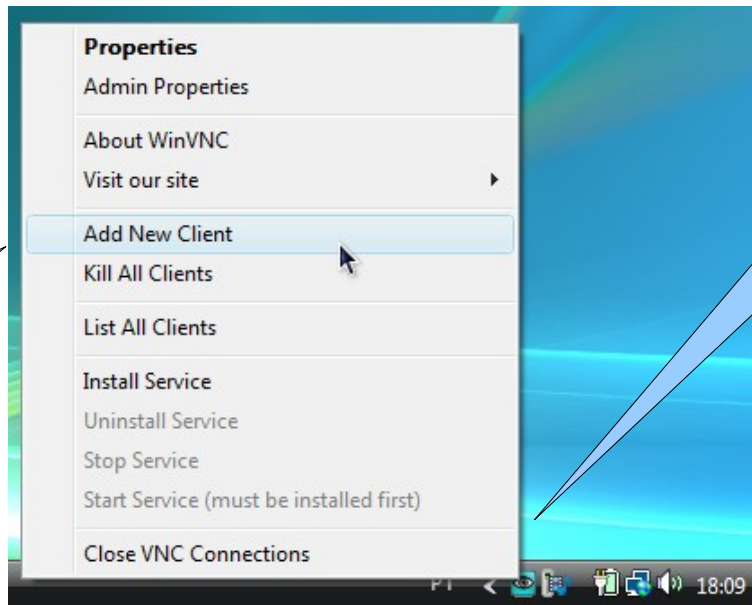 Properties
Admin Properties
About WinVNC
Visit our site
Add New Client
Kill All Clients
List All Clients
Install Service
Uninstall Service
Stop Service
Start Service (must be installed first)
Close VNC Connections
PT
18:09